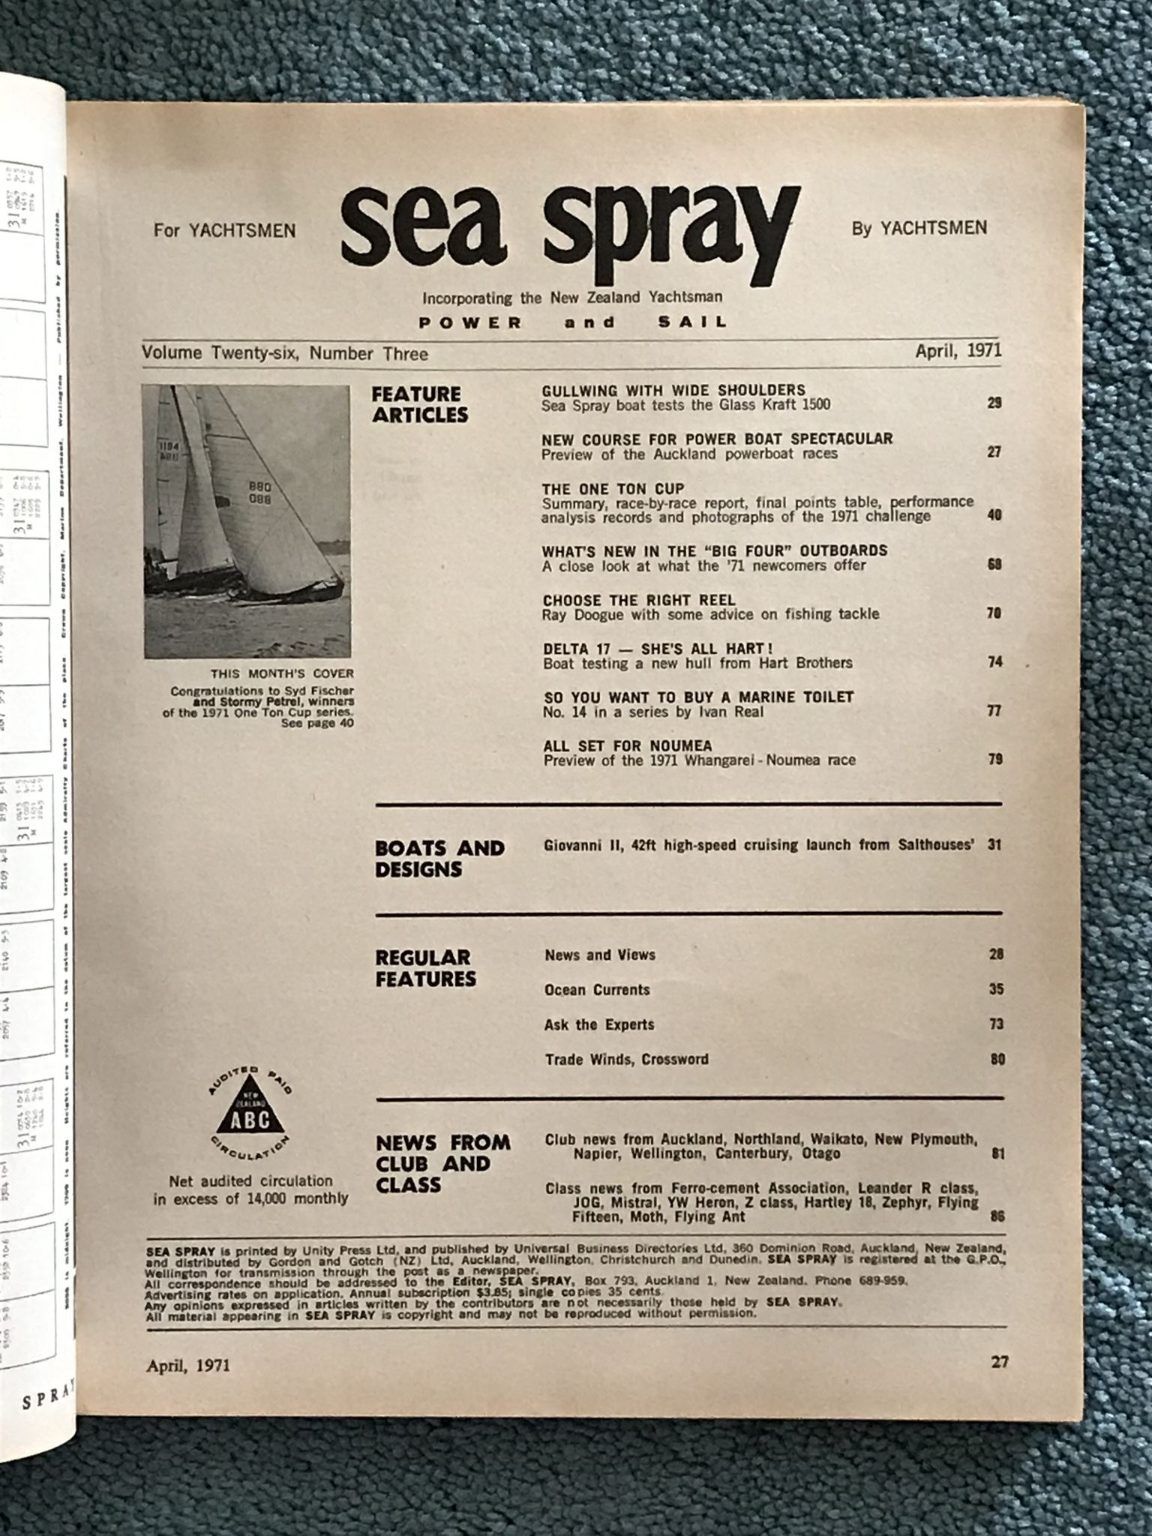 For YACHTSMEN
sea spray
By YACHTSMEN
Incorporating the New Zealand Yachtsman
POWER and SAIL
Volume Twenty-six, Number Three
April, 1971
THIS MONTH'S COVER
Congratulations to Syd Fischer
and Stormy Petrel, winners
of the 1971 One Ton Cup series.
See page 40
FEATURE
ARTICLES
GULLWING WITH WIDE SHOULDERS
Sea Spray boat tests the Glass Kraft 1500 29
NEW COURSE FOR POWER BOAT SPECTACULAR
Preview of the Auckland powerboat races 27
THE ONE TON CUP
Summary, race-by-race report, final points table, performance
analysis records and photographs of the 1971 challenge 40
WHAT'S NEW IN THE "BIG FOUR" OUTBOARDS
A close look at what the '71 newcomers offer 68
CHOOSE THE RIGHT REEL
Ray Doogue with some advice on fishing tackle 70
DELTA 17 — SHE'S ALL HART!
Boat testing a new hull from Hart Brothers 74
SO YOU WANT TO BUY A MARINE TOILET
No. 14 in a series by Ivan Real 77
ALL SET FOR NOUMEA
Preview of the 1971 Whangarei - Noumea race 79
BOATS AND
DESIGNS
Giovanni II, 42ft high-speed cruising launch from Salthouses' 31
REGULAR
FEATURES
News and Views 28
Ocean Currents 35
Ask the Experts 73
Trade Winds, Crossword 80
AUDITED PAID
NEW
ZEALAND
ABC
CIRCULATION
Net audited circulation
in excess of 14,000 monthly
NEWS FROM
CLUB AND
CLASS
Club news from Auckland, Northland, Waikato, New Plymouth,
Napier, Wellington, Canterbury, Otago 81
Class news from Ferro-cement Association, Leander R class,
JOG, Mistral, YW Heron, Z class, Hartley 18, Zephyr, Flying
Fifteen, Moth, Flying Ant 86
SEA SPRAY is printed by Unity Press Ltd, and published by Universal Business Directories Ltd, 360 Dominion Road, Auckland, New Zealand,
and distributed by Gordon and Gotch (NZ) Ltd, Auckland, Wellington, Christchurch and Dunedin. SEA SPRAY is registered at the G.P.O.,
Wellington for transmission through the post as a newspaper.
All correspondence should be addressed to the Editor, SEA SPRAY, Box 793, Auckland 1, New Zealand. Phone 689-959.
Advertising rates on application. Annual subscription $3.85; single copies 35 cents.
Any opinions expressed in articles written by the contributors are not necessarily those held by SEA SPRAY.
All material appearing in SEA SPRAY is copyright and may not be reproduced without permission.
April, 1971
27
SPRAY